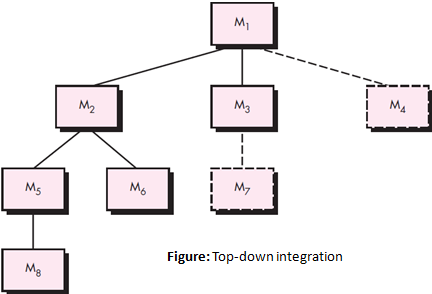 M₁
M₂
M₃
M₄
M₅
M₆
M₇
M₈
Figure: Top-down integration